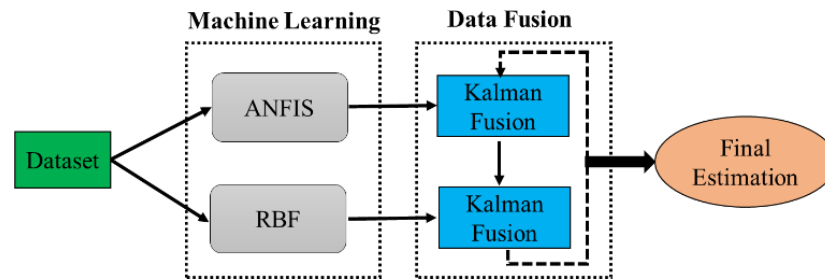 Machine Learning
Data Fusion
ANFIS
Kalman
Fusion
Dataset
Final
Estimation
RBF
Kalman
Fusion